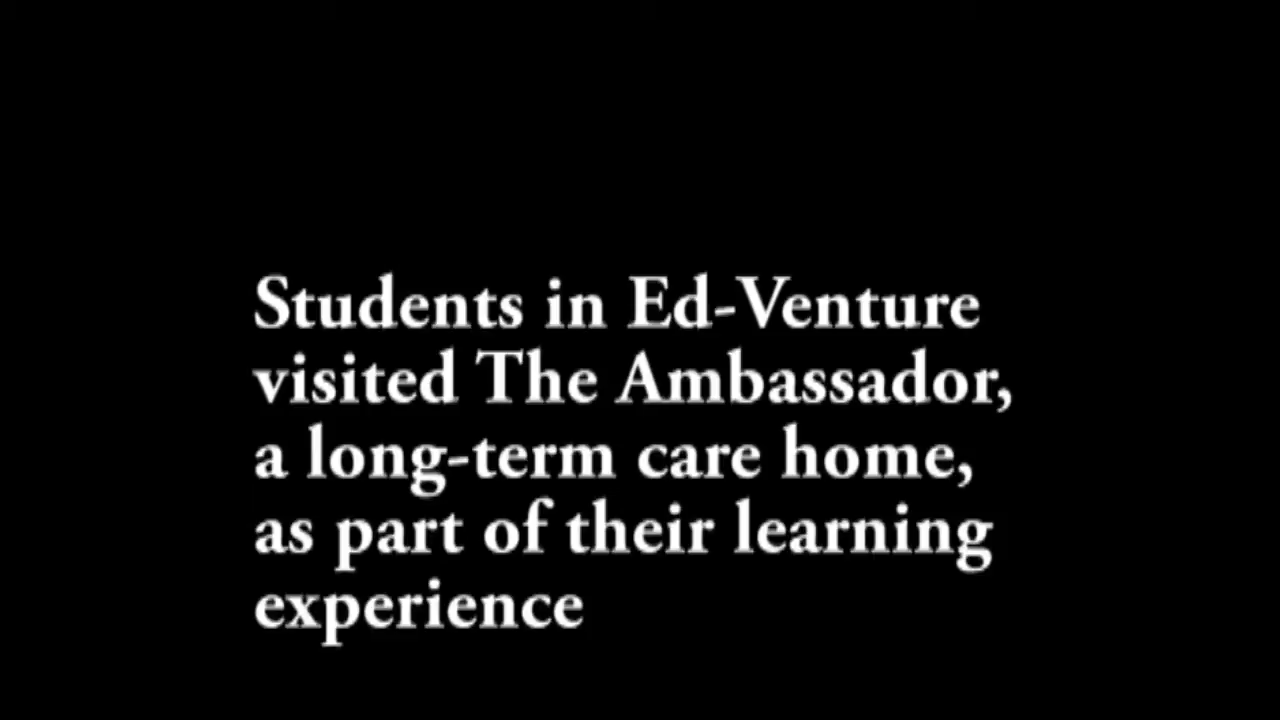 Students in Ed-Venture
visited The Ambassador,
a long-term care home,
as part of their learning
experience